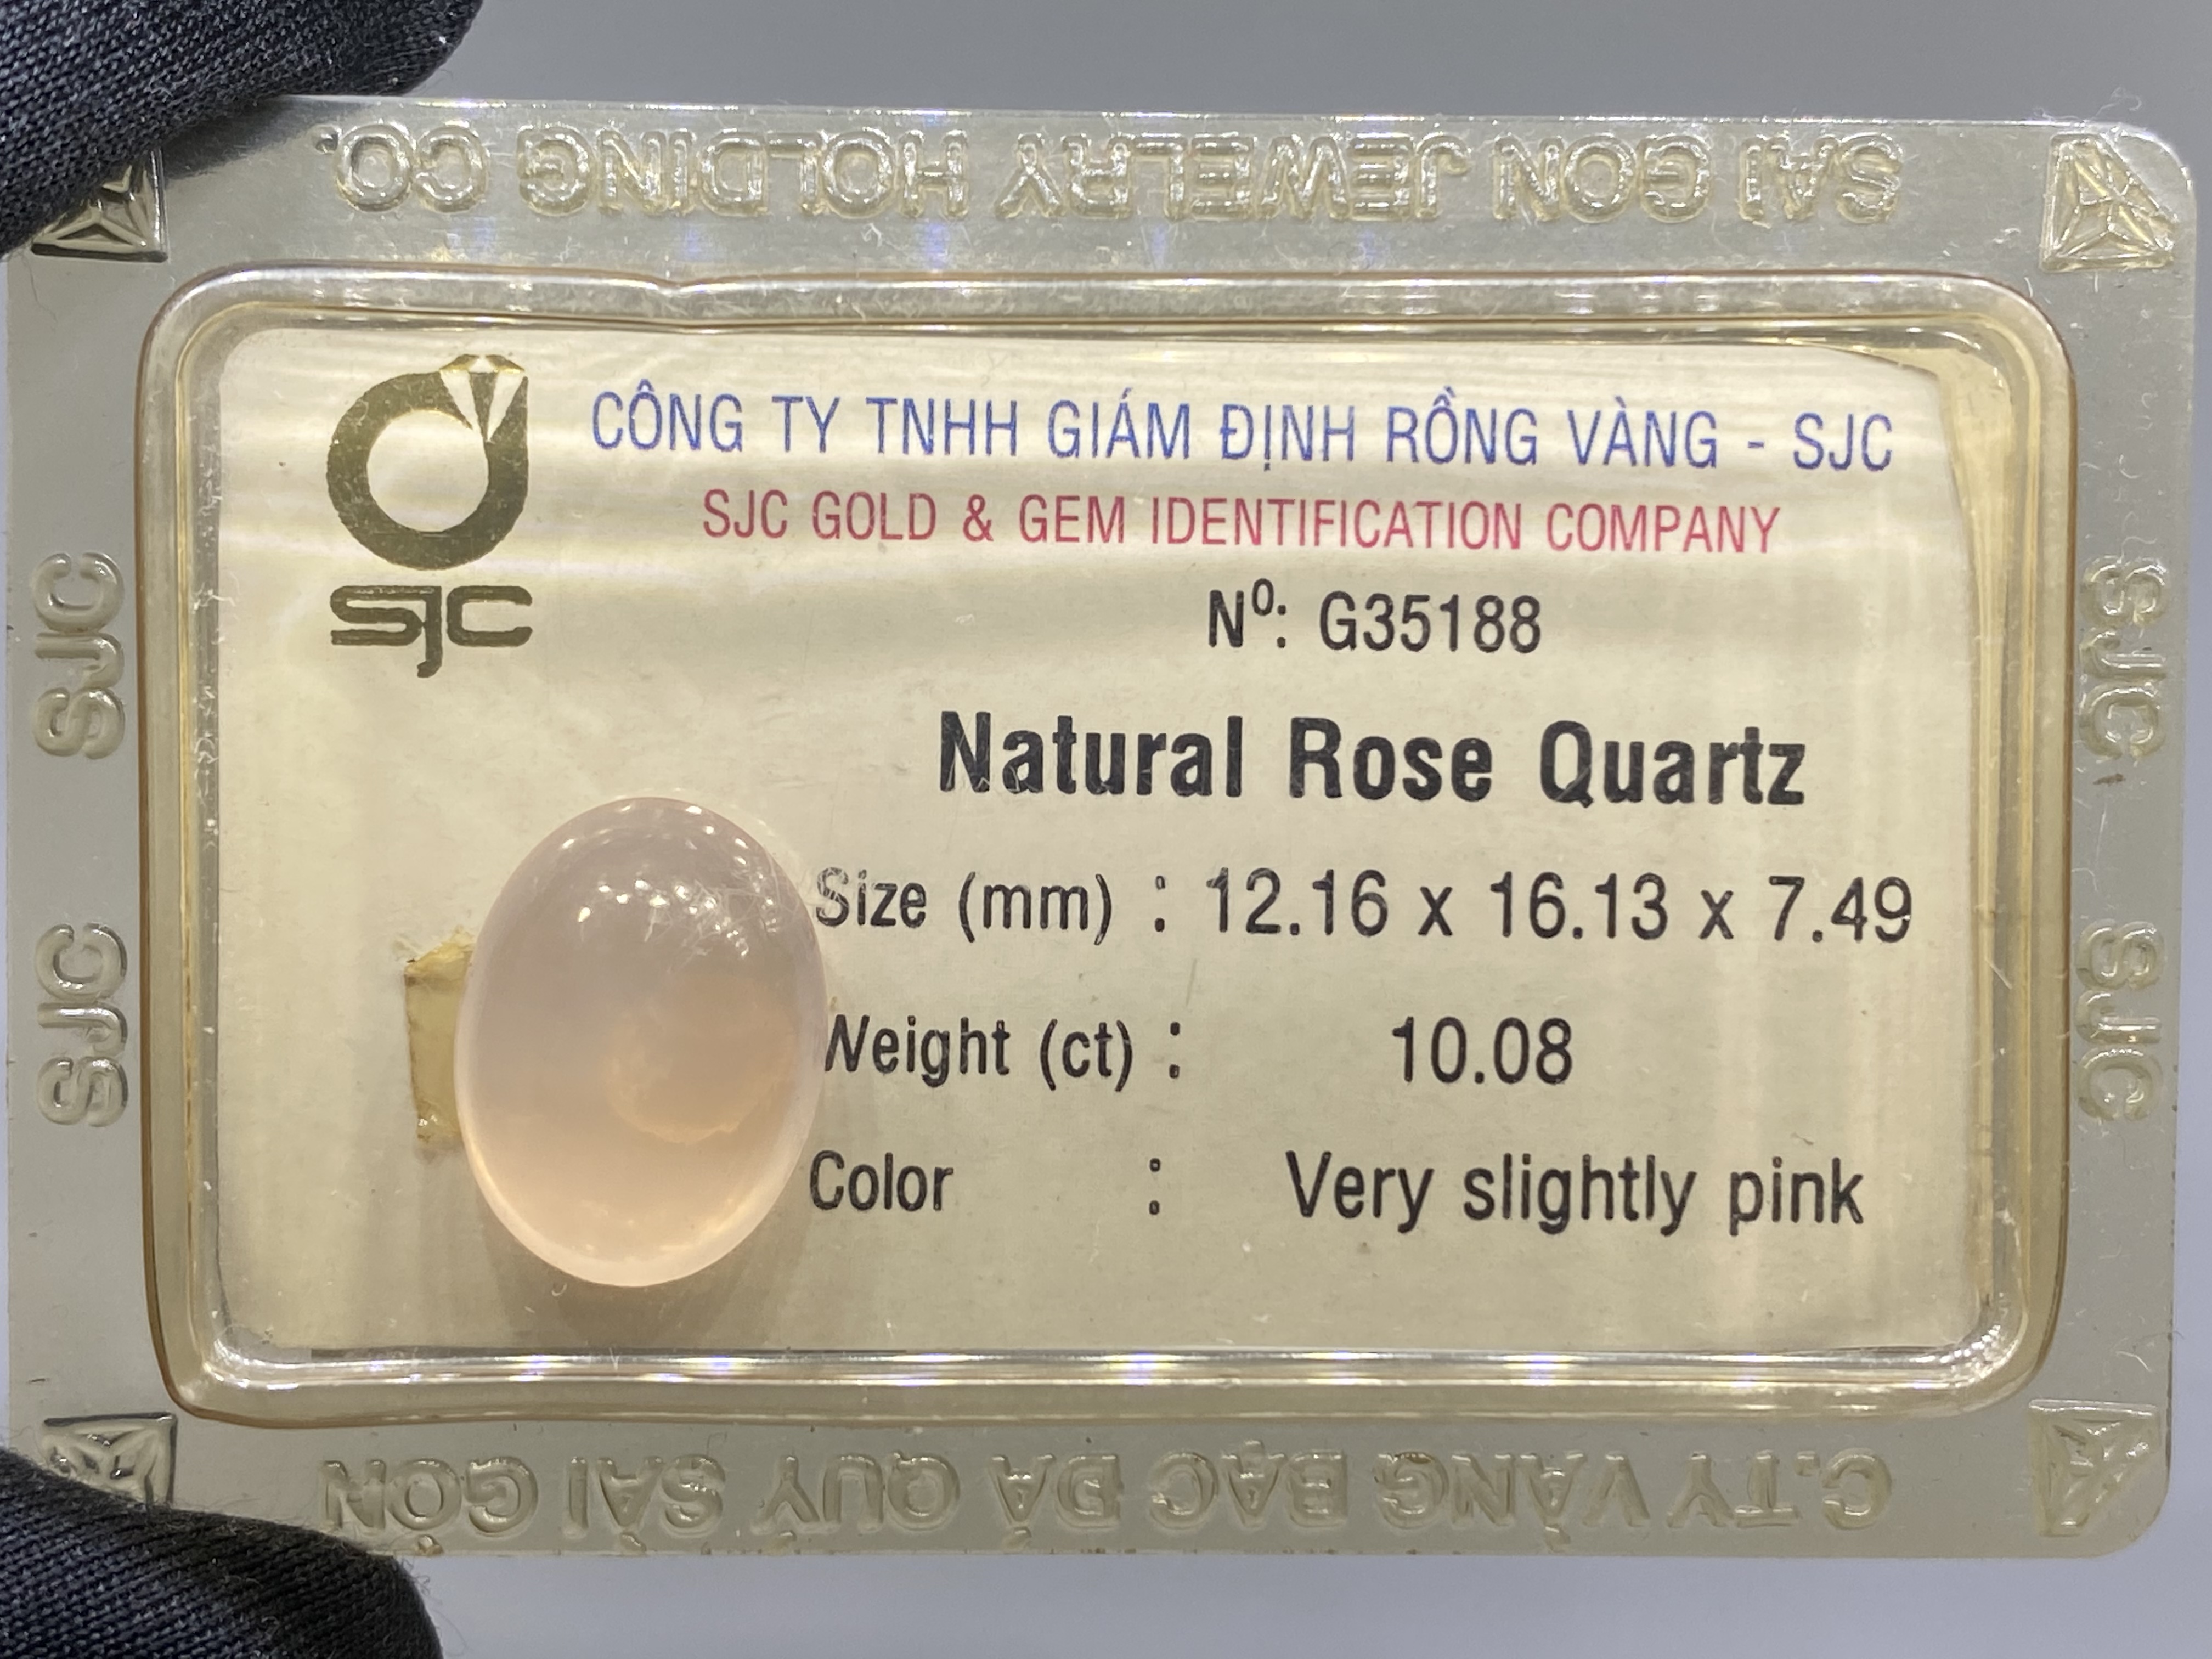 SAI GON JEWELRY HOLDING CO.
SJC
CÔNG TY TNHH GIÁM ĐỊNH RỒNG VÀNG - SJC
SJC GOLD & GEM IDENTIFICATION COMPANY
Nº: G35188
Natural Rose Quartz
Size (mm) : 12.16 x 16.13 x 7.49
Weight (ct) : 10.08
Color : Very slightly pink
SJC
SJC
SJC
SJC
C.TY VÀNG BẠC ĐÁ QUÝ SÀI GÒN